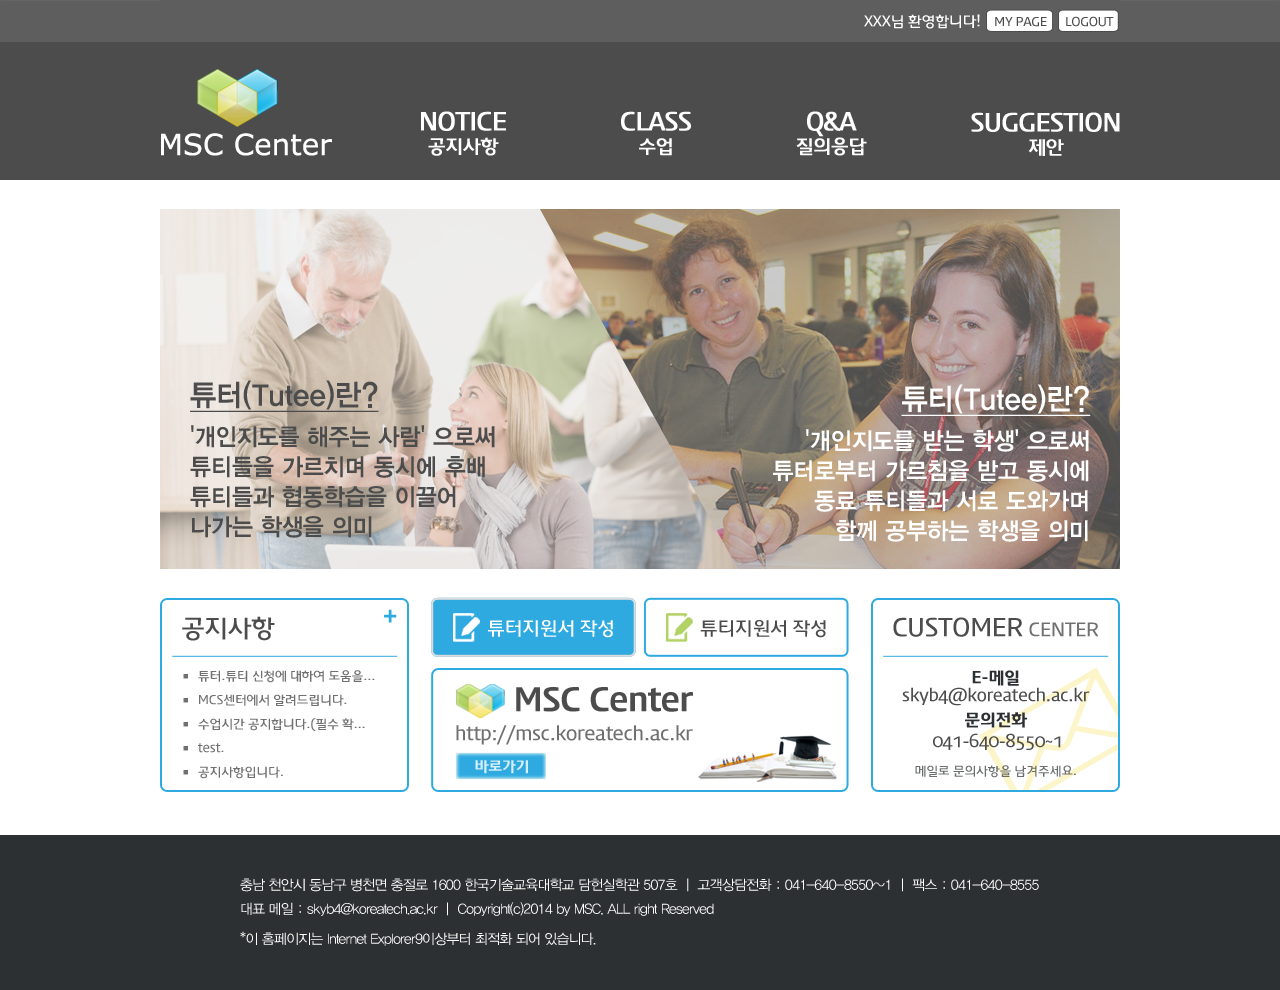 XXX님 환영합니다! MY PAGE LOGOUT
MSC Center
NOTICE
공지사항
CLASS
수업
Q&A
질의응답
SUGGESTION
제안
튜터(Tutee)란?
'개인지도를 해주는 사람' 으로써
튜티들을 가르치며 동시에 후배
튜티들과 협동학습을 이끌어
나가는 학생을 의미
튜티(Tutee)란?
'개인지도를 받는 학생' 으로써
튜터로부터 가르침을 받고 동시에
동료 튜티들과 서로 도와가며
함께 공부하는 학생을 의미
공지사항 +
튜터.튜티 신청에 대하여 도움을...
MCS센터에서 알려드립니다.
수업시간 공지합니다.(필수 확...
test.
공지사항입니다.
튜터지원서 작성
튜티지원서 작성
MSC Center
http://msc.koreatech.ac.kr
바로가기
CUSTOMER CENTER
E-메일
skyb4@koreatech.ac.kr
문의전화
041-640-8550~1
메일로 문의사항을 남겨주세요.
충남 천안시 동남구 병천면 충절로 1600 한국기술교육대학교 담헌실학관 507호 | 고객상담전화 : 041-640-8550~1 | 팩스 : 041-640-8555
대표 메일 : skyb4@koreatech.ac.kr | Copyright(c)2014 by MSC. ALL right Reserved
*이 홈페이지는 Internet Explorer9이상부터 최적화 되어 있습니다.